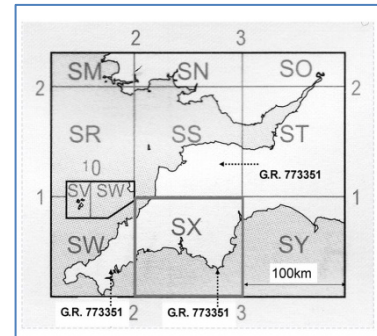 2 3
SM SN SO
2 2
SR SS ST
10
G.R. 773351
SV SW
1 1
SX
SW SY
100km
G.R. 773351 G.R. 773351
2 3